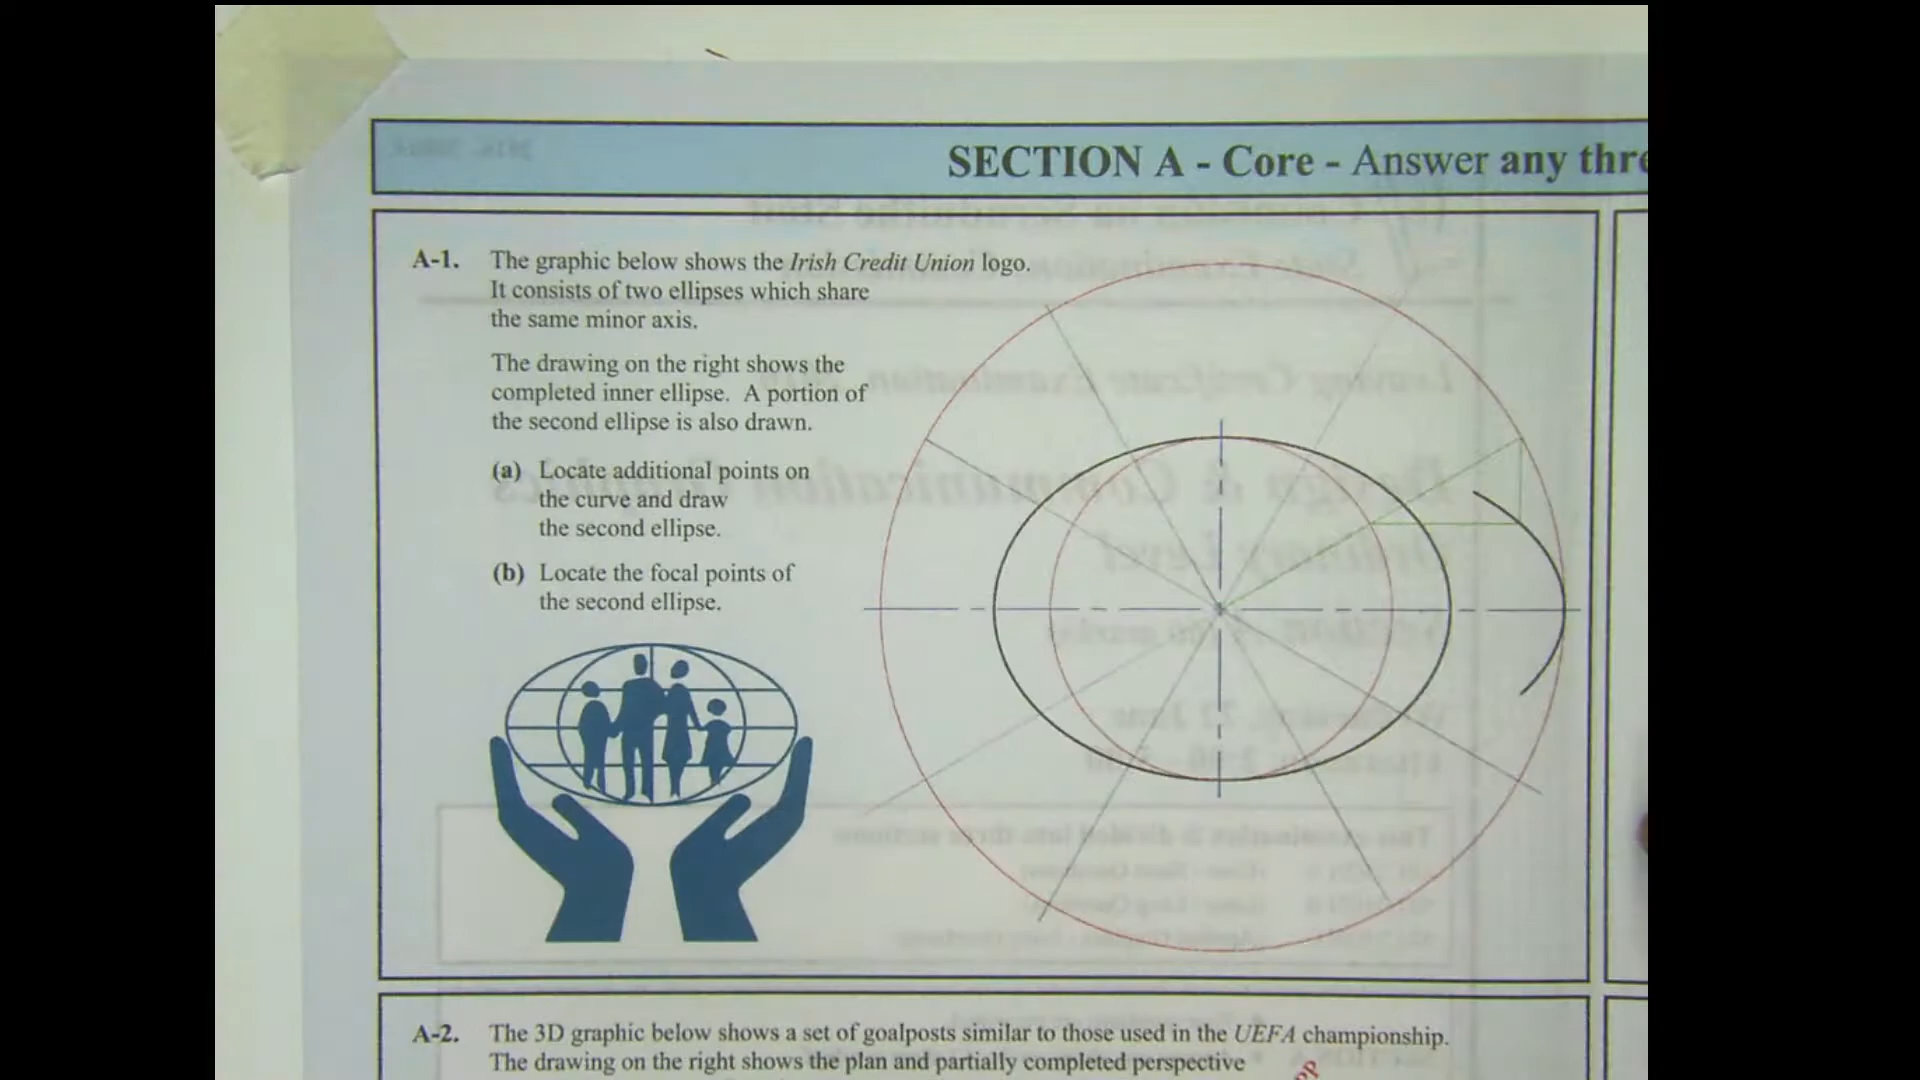 SECTION A - Core - Answer any thre
A-1. The graphic below shows the Irish Credit Union logo.
It consists of two ellipses which share
the same minor axis.
The drawing on the right shows the
completed inner ellipse. A portion of
the second ellipse is also drawn.
(a) Locate additional points on
the curve and draw
the second ellipse.
(b) Locate the focal points of
the second ellipse.
A-2. The 3D graphic below shows a set of goalposts similar to those used in the UEFA championship.
The drawing on the right shows the plan and partially completed perspective